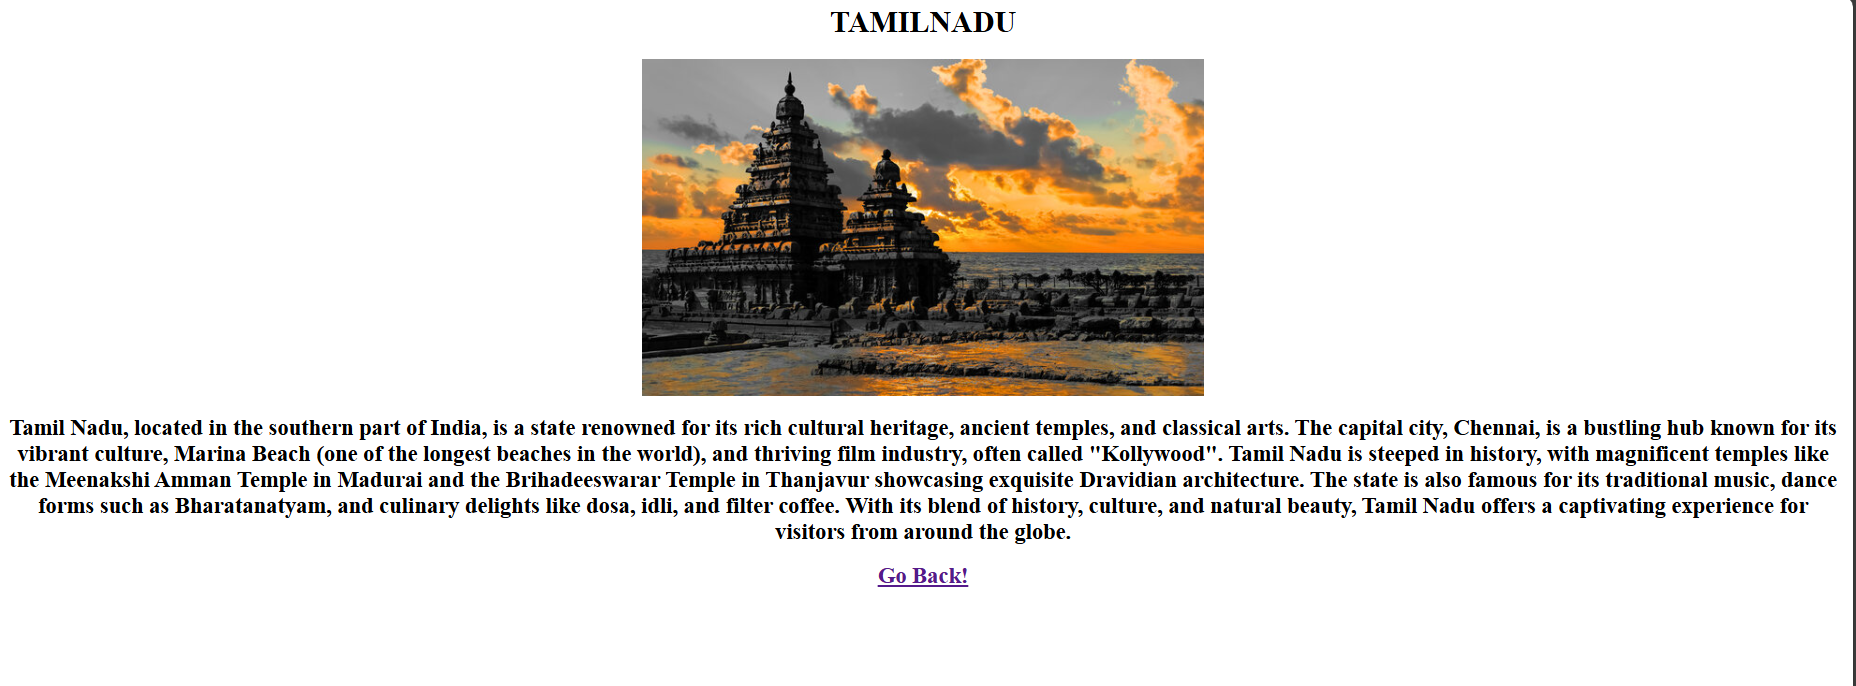 TAMILNADU
Tamil Nadu, located in the southern part of India, is a state renowned for its rich cultural heritage, ancient temples, and classical arts. The capital city, Chennai, is a bustling hub known for its
vibrant culture, Marina Beach (one of the longest beaches in the world), and thriving film industry, often called "Kollywood". Tamil Nadu is steeped in history, with magnificent temples like
the Meenakshi Amman Temple in Madurai and the Brihadeeswarar Temple in Thanjavur showcasing exquisite Dravidian architecture. The state is also famous for its traditional music, dance
forms such as Bharatanatyam, and culinary delights like dosa, idli, and filter coffee. With its blend of history, culture, and natural beauty, Tamil Nadu offers a captivating experience for
visitors from around the globe.
Go Back!